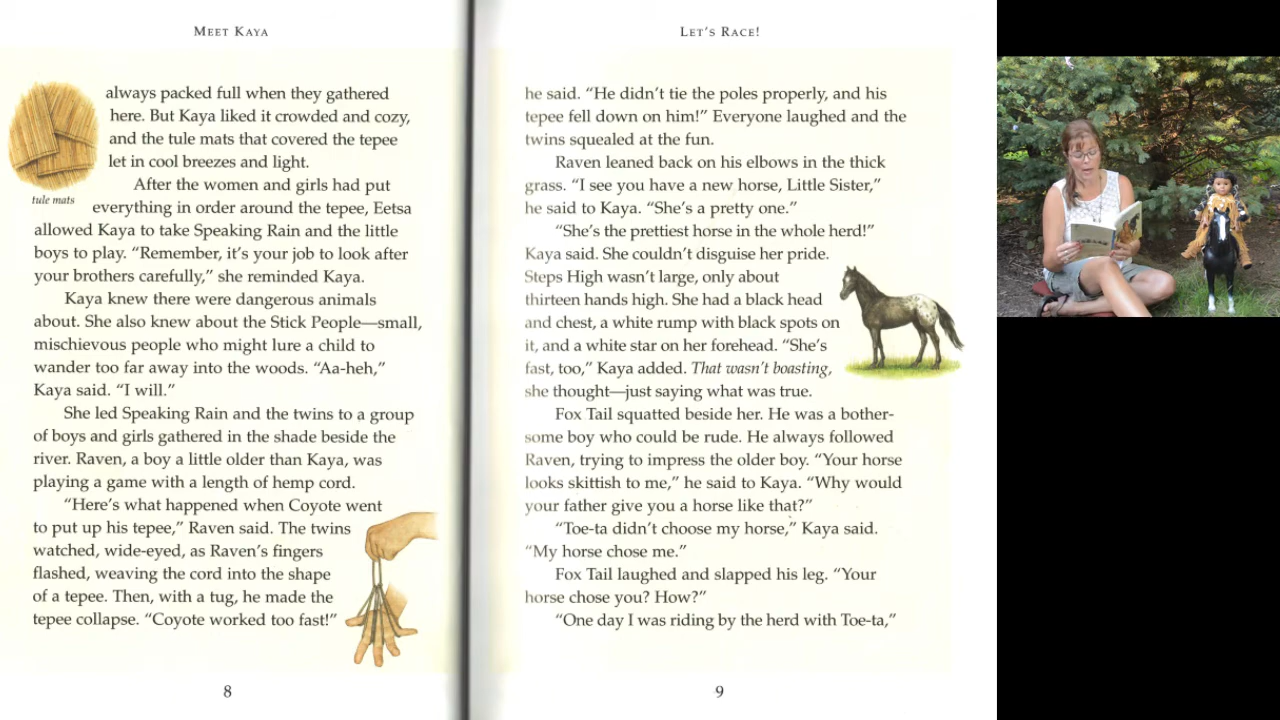 MEET KAYA
always packed full when they gathered
here. But Kaya liked it crowded and cozy,
and the tule mats that covered the tepee
let in cool breezes and light.
After the women and girls had put
tule mats
everything in order around the tepee, Eetsa
allowed Kaya to take Speaking Rain and the little
boys to play. “Remember, it’s your job to look after
your brothers carefully,” she reminded Kaya.
Kaya knew there were dangerous animals
about. She also knew about the Stick People—small,
mischievous people who might lure a child to
wander too far away into the woods. “Aa-heh,”
Kaya said. “I will.”
She led Speaking Rain and the twins to a group
of boys and girls gathered in the shade beside the
river. Raven, a boy a little older than Kaya, was
playing a game with a length of hemp cord.
“Here’s what happened when Coyote went
to put up his tepee,” Raven said. The twins
watched, wide-eyed, as Raven’s fingers
flashed, weaving the cord into the shape
of a tepee. Then, with a tug, he made the
tepee collapse. “Coyote worked too fast!”
8
LET’S RACE!
he said. “He didn’t tie the poles properly, and his
tepee fell down on him!” Everyone laughed and the
twins squealed at the fun.
Raven leaned back on his elbows in the thick
grass. “I see you have a new horse, Little Sister,”
he said to Kaya. “She’s a pretty one.”
“She’s the prettiest horse in the whole herd!”
Kaya said. She couldn’t disguise her pride.
Steps High wasn’t large, only about
thirteen hands high. She had a black head
and chest, a white rump with black spots on
it, and a white star on her forehead. “She’s
fast, too,” Kaya added. That wasn’t boasting,
she thought—just saying what was true.
Fox Tail squatted beside her. He was a bother-
some boy who could be rude. He always followed
Raven, trying to impress the older boy. “Your horse
looks skittish to me,” he said to Kaya. “Why would
your father give you a horse like that?”
“Toe-ta didn’t choose my horse,” Kaya said.
“My horse chose me.”
Fox Tail laughed and slapped his leg. “Your
horse chose you? How?”
“One day I was riding by the herd with Toe-ta,”
9